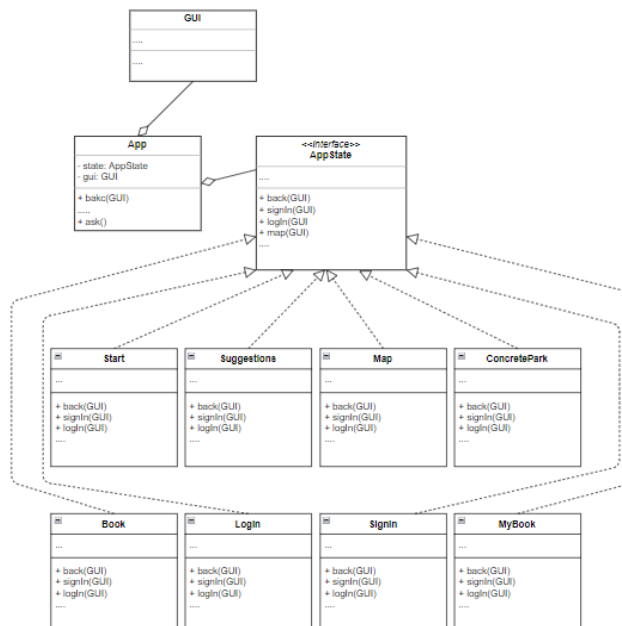 GUI
....
....
App
- state: AppState
- gui: GUI
+ bakc(GUI)
.....
+ ask()
<<interface>>
AppState
....
+ back(GUI)
+ signIn(GUI)
+ logIn(GUI
+ map(GUI)
....
Start
...
+ back(GUI)
+ signIn(GUI)
+ logIn(GUI)
....
Suggestions
...
+ back(GUI)
+ signIn(GUI)
+ logIn(GUI)
....
Map
...
+ back(GUI)
+ signIn(GUI)
+ logIn(GUI)
....
ConcretePark
...
+ back(GUI)
+ signIn(GUI)
+ logIn(GUI)
....
Book
...
+ back(GUI)
+ signIn(GUI)
+ logIn(GUI)
....
LogIn
...
+ back(GUI)
+ signIn(GUI)
+ logIn(GUI)
....
SignIn
...
+ back(GUI)
+ signIn(GUI)
+ logIn(GUI)
....
MyBook
...
+ back(GUI)
+ signIn(GUI)
+ logIn(GUI)
....